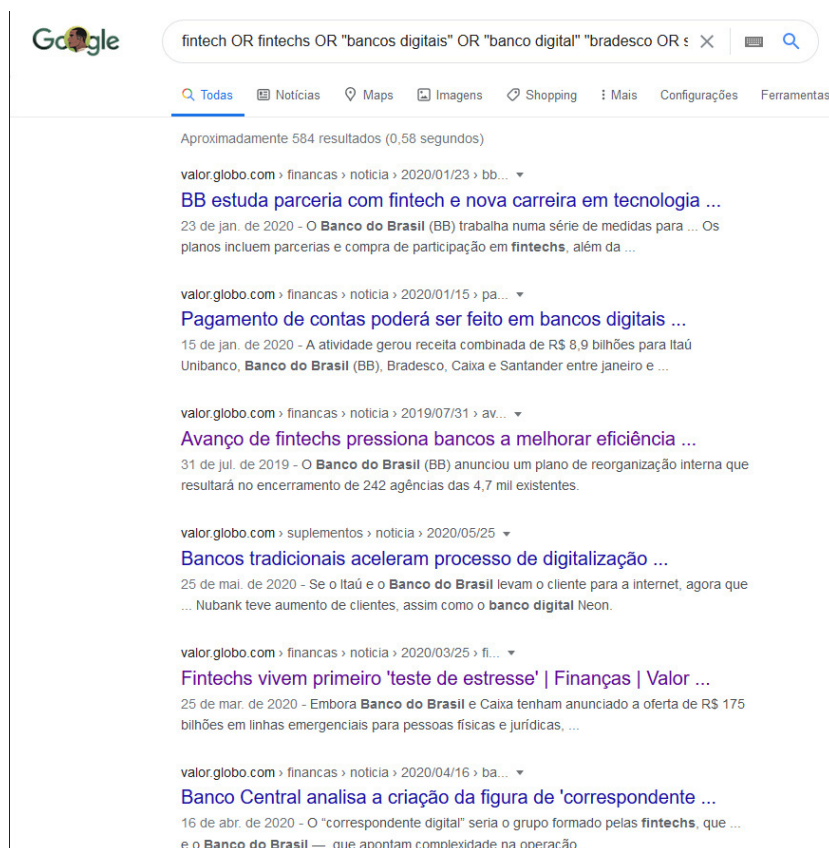 Google
fintech OR fintechs OR "bancos digitais" OR "banco digital" "bradesco OR s
Todas Notícias Maps Imagens Shopping Mais Configurações Ferramentas
Aproximadamente 584 resultados (0,58 segundos)
valor.globo.com › financas › noticia › 2020/01/23 › bb...
BB estuda parceria com fintech e nova carreira em tecnologia ...
23 de jan. de 2020 - O Banco do Brasil (BB) trabalha numa série de medidas para ... Os
planos incluem parcerias e compra de participação em fintechs, além da ...
valor.globo.com › financas › noticia › 2020/01/15 › pa...
Pagamento de contas poderá ser feito em bancos digitais ...
15 de jan. de 2020 - A atividade gerou receita combinada de R$ 8,9 bilhões para Itaú
Unibanco, Banco do Brasil (BB), Bradesco, Caixa e Santander entre janeiro e ...
valor.globo.com › financas › noticia › 2019/07/31 › av...
Avanço de fintechs pressiona bancos a melhorar eficiência ...
31 de jul. de 2019 - O Banco do Brasil (BB) anunciou um plano de reorganização interna que
resultará no encerramento de 242 agências das 4,7 mil existentes.
valor.globo.com › suplementos › noticia › 2020/05/25
Bancos tradicionais aceleram processo de digitalização ...
25 de mai. de 2020 - Se o Itaú e o Banco do Brasil levam o cliente para a internet, agora que
... Nubank teve aumento de clientes, assim como o banco digital Neon.
valor.globo.com › financas › noticia › 2020/03/25 › fi...
Fintechs vivem primeiro 'teste de estresse' | Finanças | Valor ...
25 de mar. de 2020 - Embora Banco do Brasil e Caixa tenham anunciado a oferta de R$ 175
bilhões em linhas emergenciais para pessoas físicas e jurídicas, ...
valor.globo.com › financas › noticia › 2020/04/16 › ba...
Banco Central analisa a criação da figura de 'correspondente ...
16 de abr. de 2020 - O "correspondente digital" seria o grupo formado pelas fintechs, que ...
e o Banco do Brasil — que apontam complexidade na operação